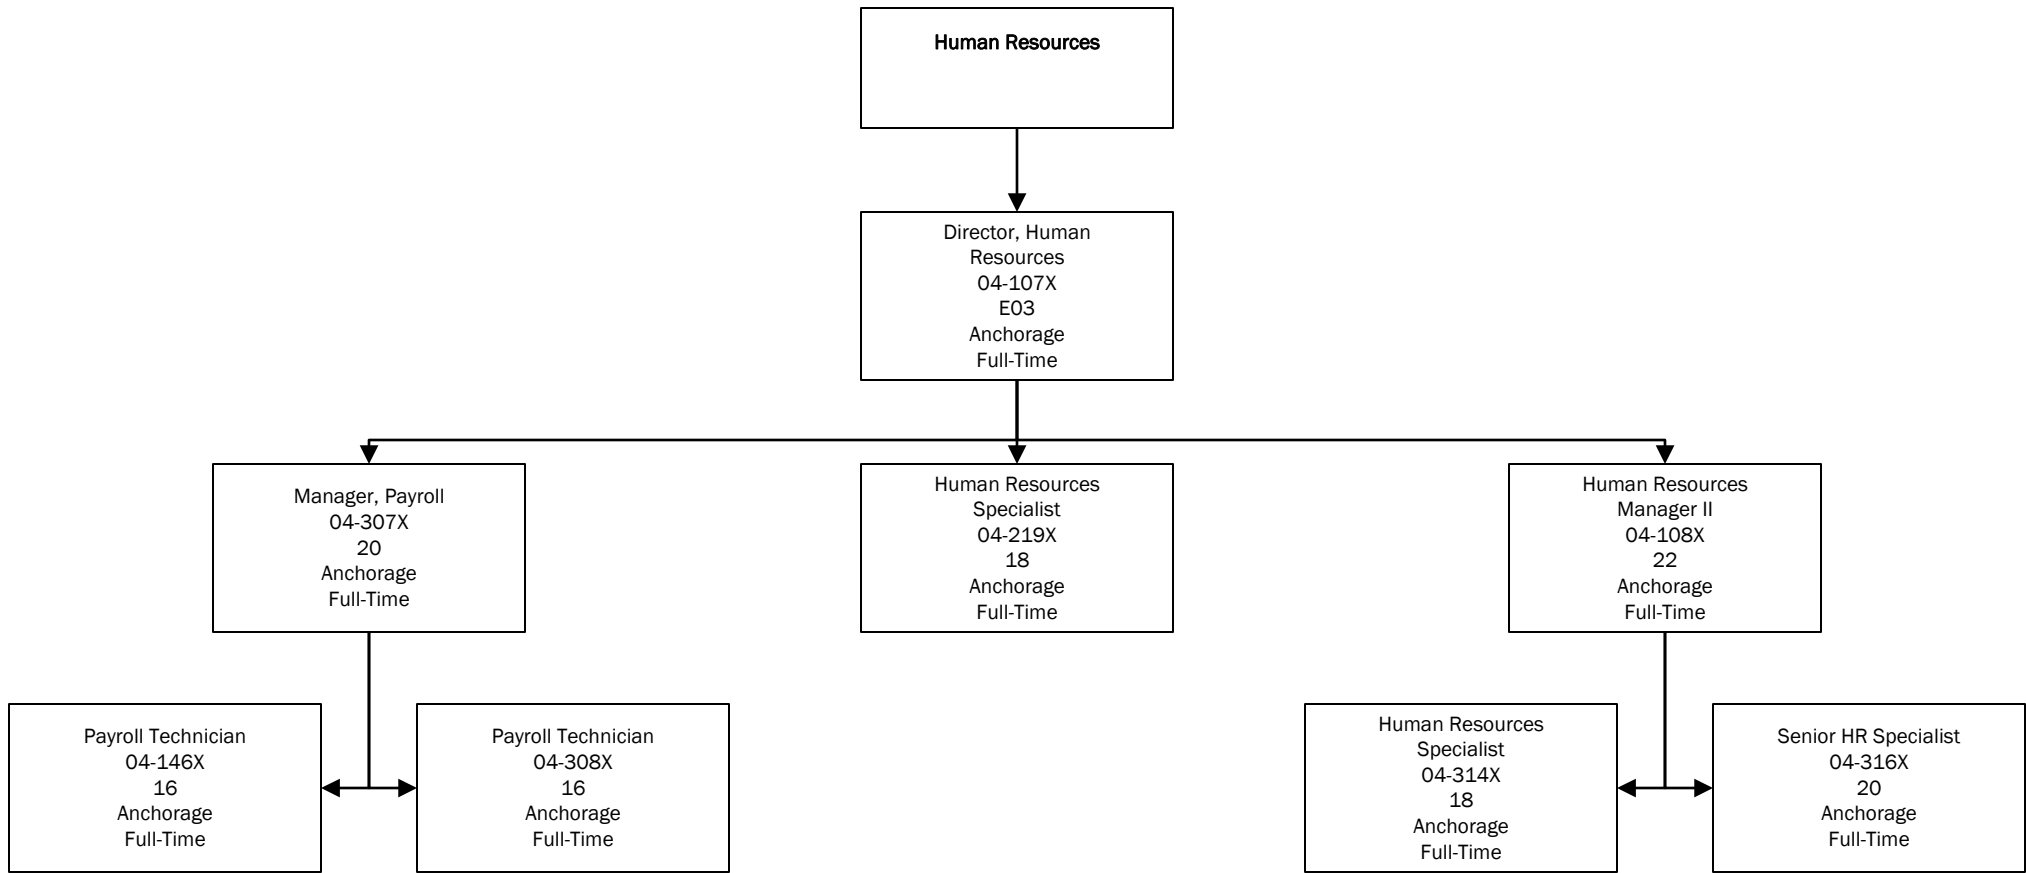 Human Resources
Director, Human
Resources
04-107X
E03
Anchorage
Full-Time
Manager, Payroll
04-307X
20
Anchorage
Full-Time
Human Resources
Specialist
04-219X
18
Anchorage
Full-Time
Human Resources
Manager II
04-108X
22
Anchorage
Full-Time
Payroll Technician
04-146X
16
Anchorage
Full-Time
Payroll Technician
04-308X
16
Anchorage
Full-Time
Human Resources
Specialist
04-314X
18
Anchorage
Full-Time
Senior HR Specialist
04-316X
20
Anchorage
Full-Time